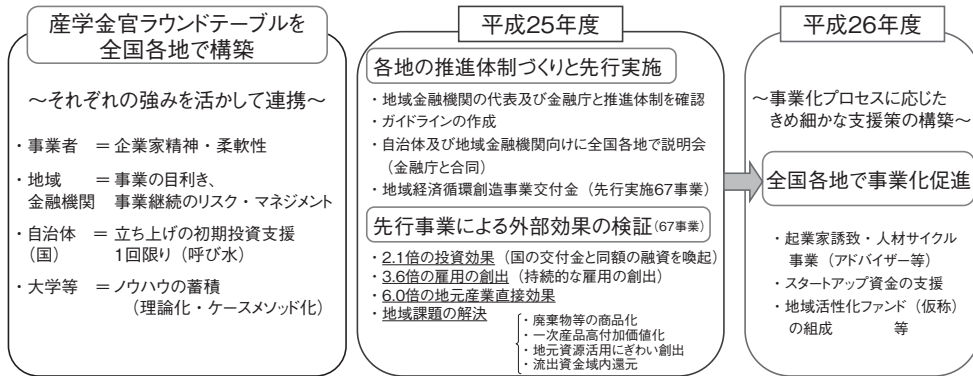 産学金官ラウンドテーブルを
全国各地で構築
～それぞれの強みを活かして連携～
・事業者 ＝企業家精神・柔軟性
・地域 ＝事業の目利き、
金融機関 事業継続のリスク・マネジメント
・自治体 ＝立ち上げの初期投資支援
（国） 1回限り（呼び水）
・大学等 ＝ノウハウの蓄積
（理論化・ケースメソッド化）
平成25年度
各地の推進体制づくりと先行実施
・地域金融機関の代表及び金融庁と推進体制を確認
・ガイドラインの作成
・自治体及び地域金融機関向けに全国各地で説明会
（金融庁と合同）
・地域経済循環創造事業交付金（先行実施67事業）
先行事業による外部効果の検証（67事業）
・2.1倍の投資効果（国の交付金と同額の融資を喚起）
・3.6倍の雇用の創出（持続的な雇用の創出）
・6.0倍の地元産業直接効果
・地域課題の解決
・廃棄物等の商品化
・一次産品高付加価値化
・地元資源活用にぎわい創出
・流出資金域内還元
平成26年度
～事業化プロセスに応じた
きめ細かな支援策の構築～
全国各地で事業化促進
・起業家誘致・人材サイクル
事業（アドバイザー等）
・スタートアップ資金の支援
・地域活性化ファンド（仮称）
の組成 等